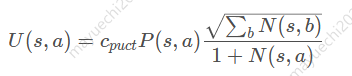 U(s, a) = c_{puct}P(s, a) \frac{\sqrt{\sum_b N(s, b)}}{1 + N(s, a)}